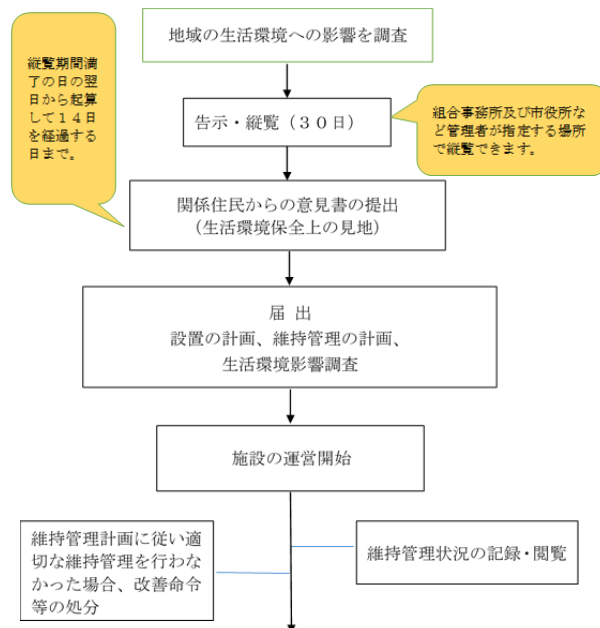 地域の生活環境への影響を調査
縦覧期間満
了の日の翌
日から起算
して１４日
を経過する
日まで。
告示・縦覧（３０日）
組合事務所及び市役所な
ど管理者が指定する場所
で縦覧できます。
関係住民からの意見書の提出
（生活環境保全上の見地）
届 出
設置の計画、維持管理の計画、
生活環境影響調査
施設の運営開始
維持管理計画に従い適
切な維持管理を行わな
かった場合、改善命令
等の処分
維持管理状況の記録・閲覧